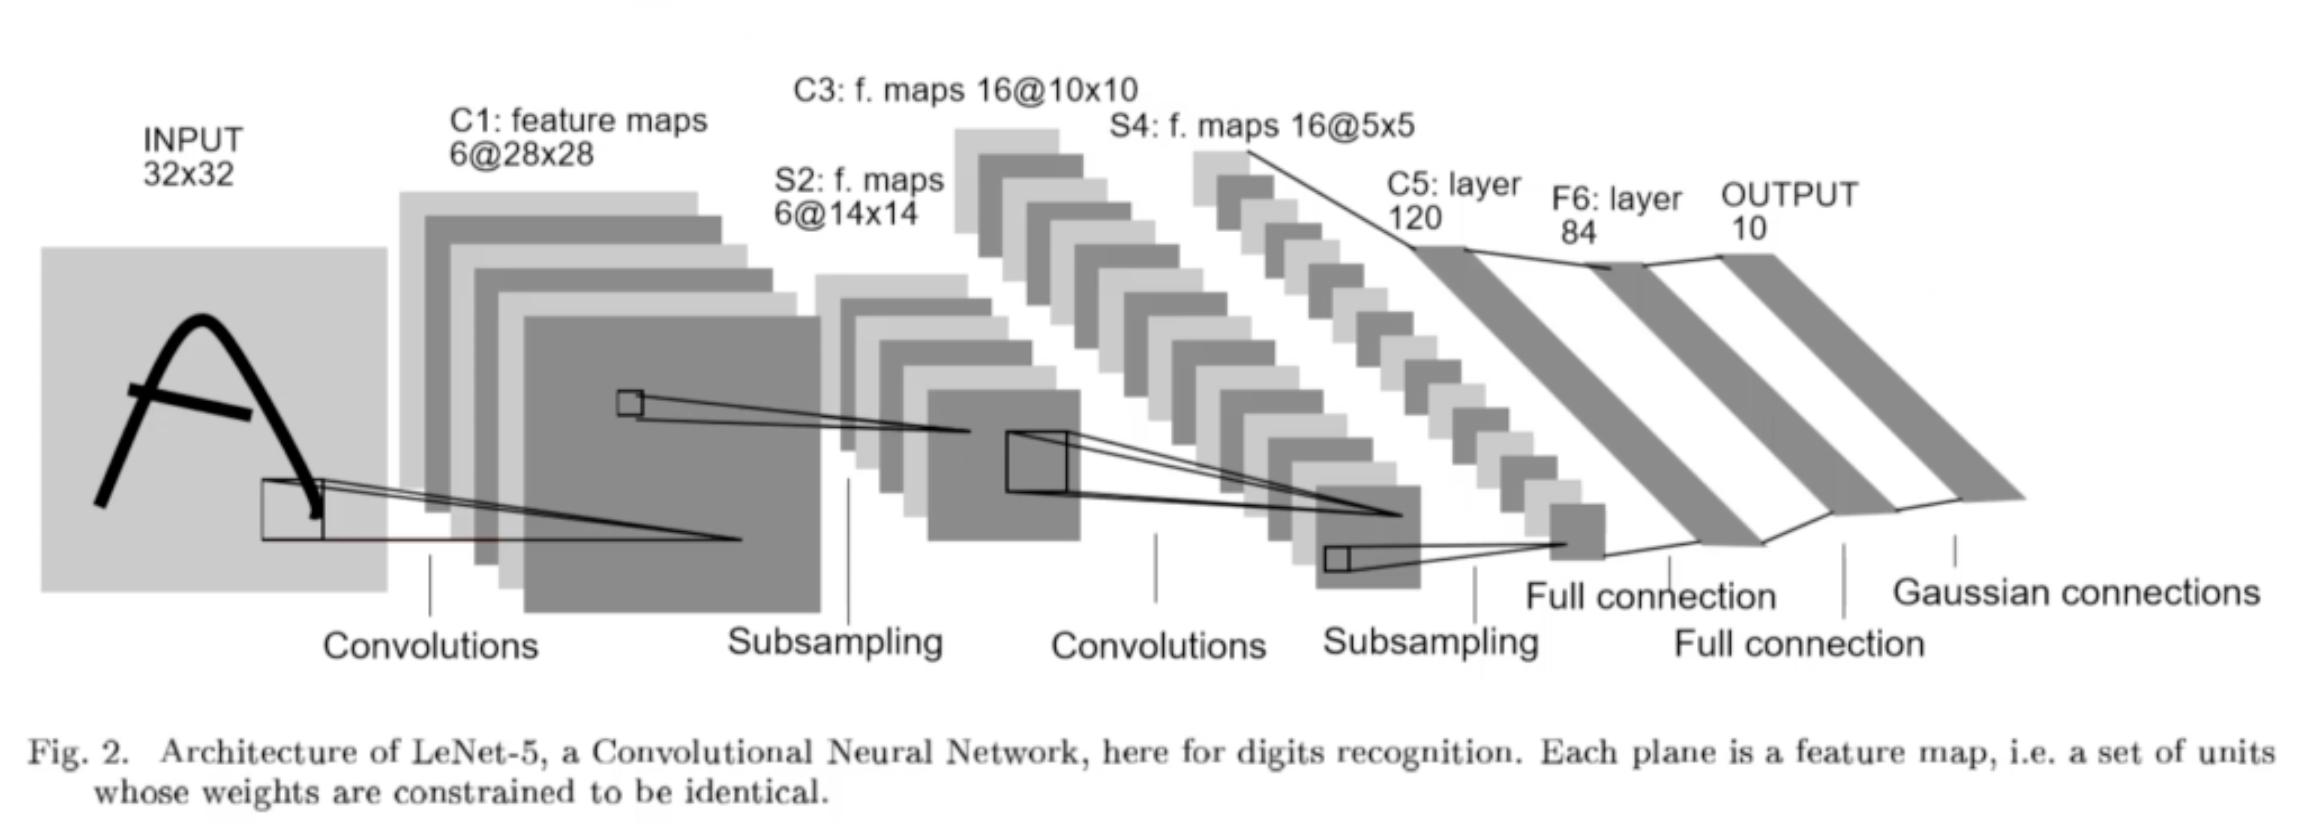 INPUT
32x32
C1: feature maps
6@28x28
S2: f. maps
6@14x14
C3: f. maps 16@10x10
S4: f. maps 16@5x5
C5: layer
120
F6: layer
84
OUTPUT
10
Convolutions
Subsampling
Convolutions
Subsampling
Full connection
Full connection
Gaussian connections
Fig. 2. Architecture of LeNet-5, a Convolutional Neural Network, here for digits recognition. Each plane is a feature map, i.e. a set of units
whose weights are constrained to be identical.